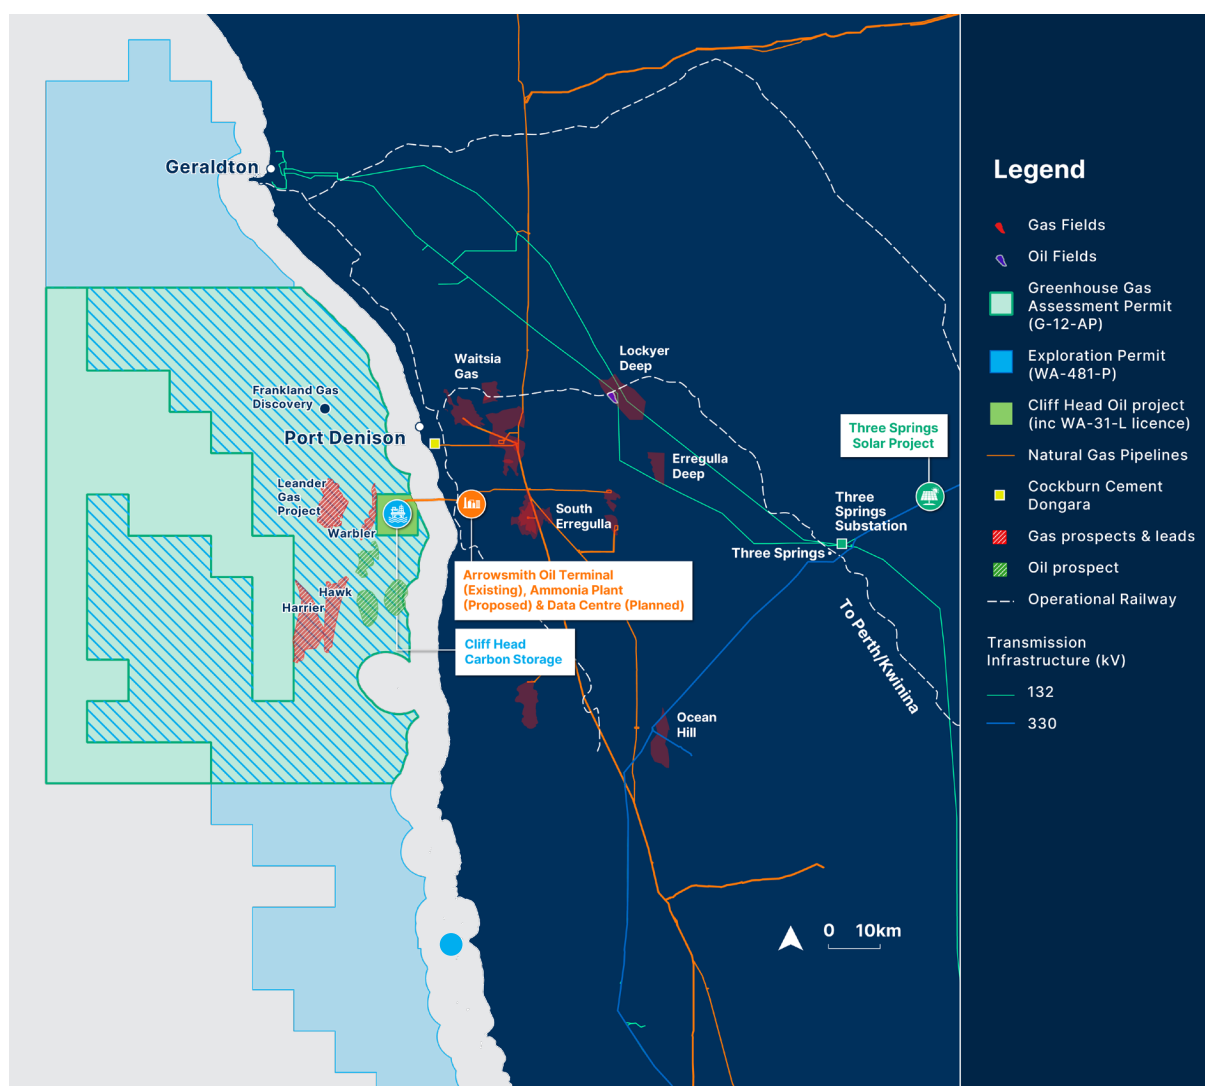 Geraldton
Waitsia
Gas
Lockyer
Deep
Frankland Gas
Discovery
Port Denison
Three Springs
Solar Project
Erregulla
Deep
Leander
Gas
Project
Warbler
South
Erregulla
Three
Springs
Substation
Three Springs
Arrowsmith Oil Terminal
(Existing), Ammonia Plant
(Proposed) & Data Centre (Planned)
Hawk
Harrier
Cliff Head
Carbon Storage
To Perth/Kwinina
Ocean
Hill
0 10km
Legend
Gas Fields
Oil Fields
Greenhouse Gas
Assessment Permit
(G-12-AP)
Exploration Permit
(WA-481-P)
Cliff Head Oil project
(inc WA-31-L licence)
Natural Gas Pipelines
Cockburn Cement
Dongara
Gas prospects & leads
Oil prospect
Operational Railway
Transmission
Infrastructure (kV)
132
330